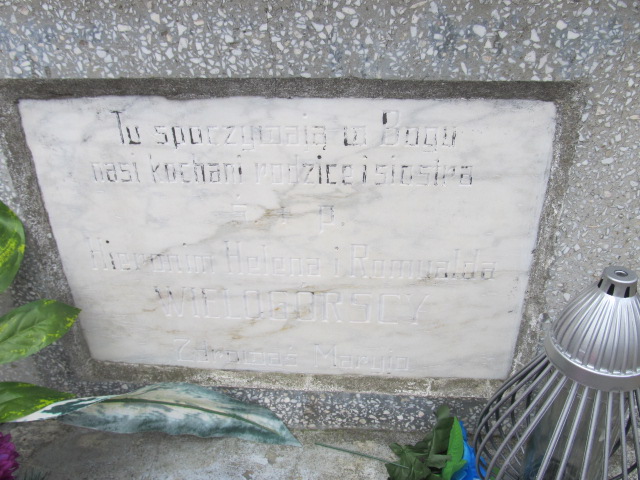 Tu spoczywają w Bogu
nasi kochani rodzice i siostra
ś + p.
Hieronim Helena i Romualda
WIELOGÓRSCY
Zdrowaś Maryjo